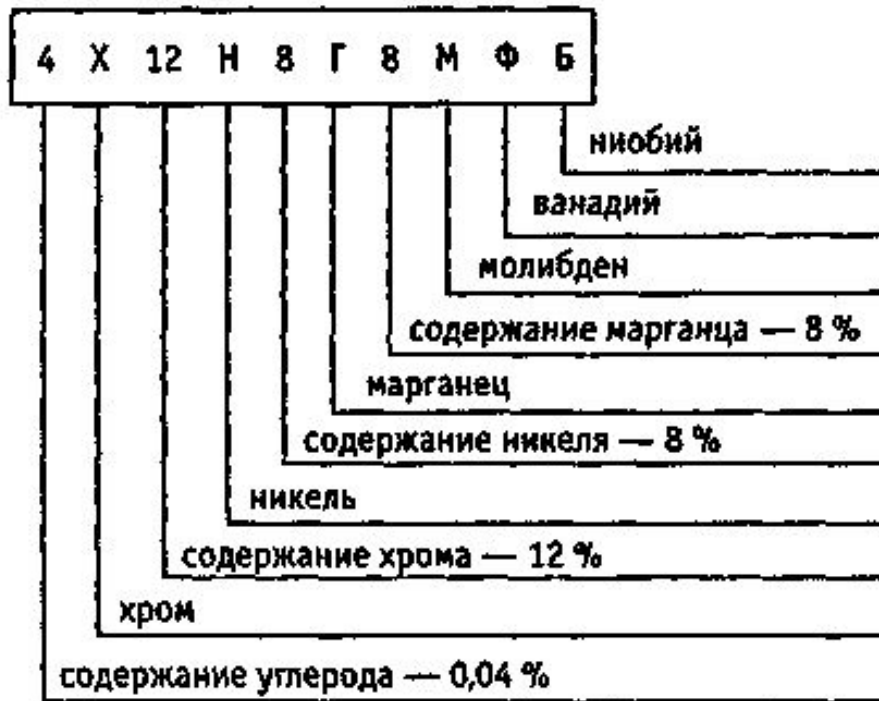 4 Х 12 Н 8 Г 8 М Ф Б
ниобий
ванадий
молибден
содержание марганца — 8 %
марганец
содержание никеля — 8 %
никель
содержание хрома — 12 %
хром
содержание углерода — 0,04 %